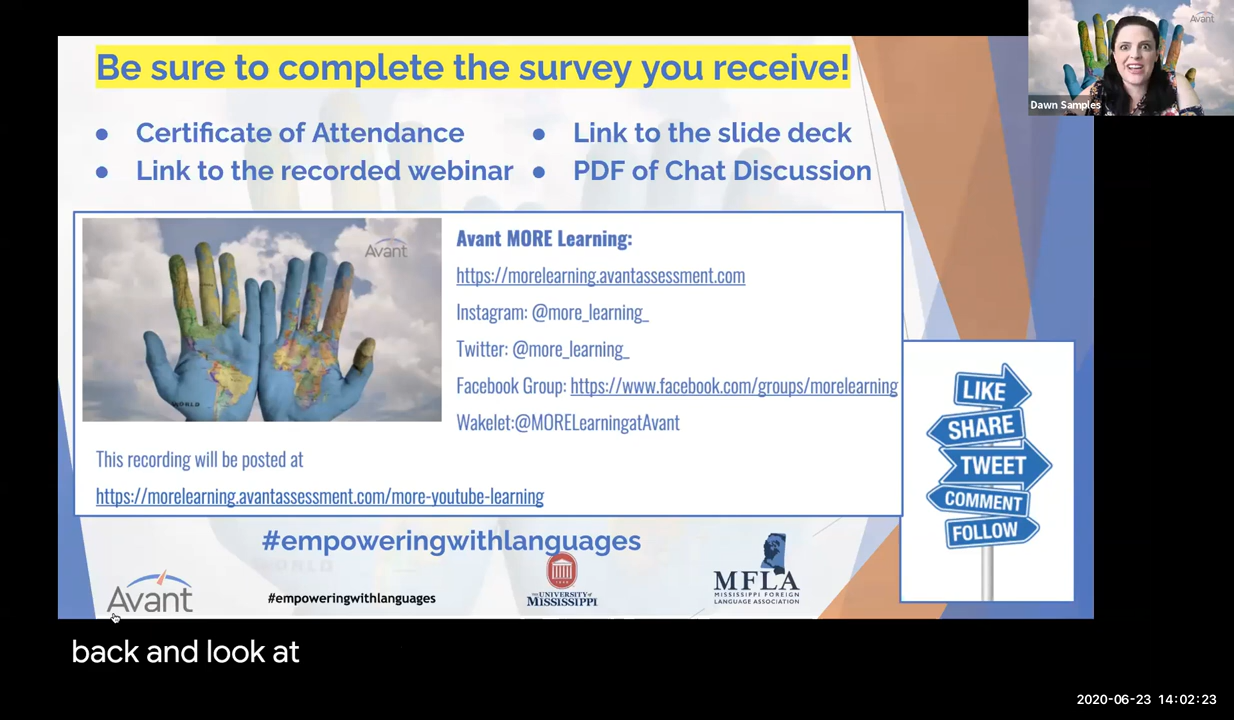 Be sure to complete the survey you receive!
● Certificate of Attendance
● Link to the recorded webinar
● Link to the slide deck
● PDF of Chat Discussion
Avant
WORLD
Avant MORE Learning:
https://morelearning.avantassessment.com
Instagram: @more_learning_
Twitter: @more_learning_
Facebook Group: https://www.facebook.com/groups/morelearning
Wakelet:@MORELearningatAvant
This recording will be posted at
https://morelearning.avantassessment.com/more-youtube-learning
LIKE
SHARE
TWEET
COMMENT
FOLLOW
#empoweringwithlanguages
Avant
#empoweringwithlanguages
THE UNIVERSITY OF
MISSISSIPPI
MFLA
MISSISSIPPI FOREIGN
LANGUAGE ASSOCIATION
Avant
Dawn Samples
back and look at
2020-06-23 14:02:23